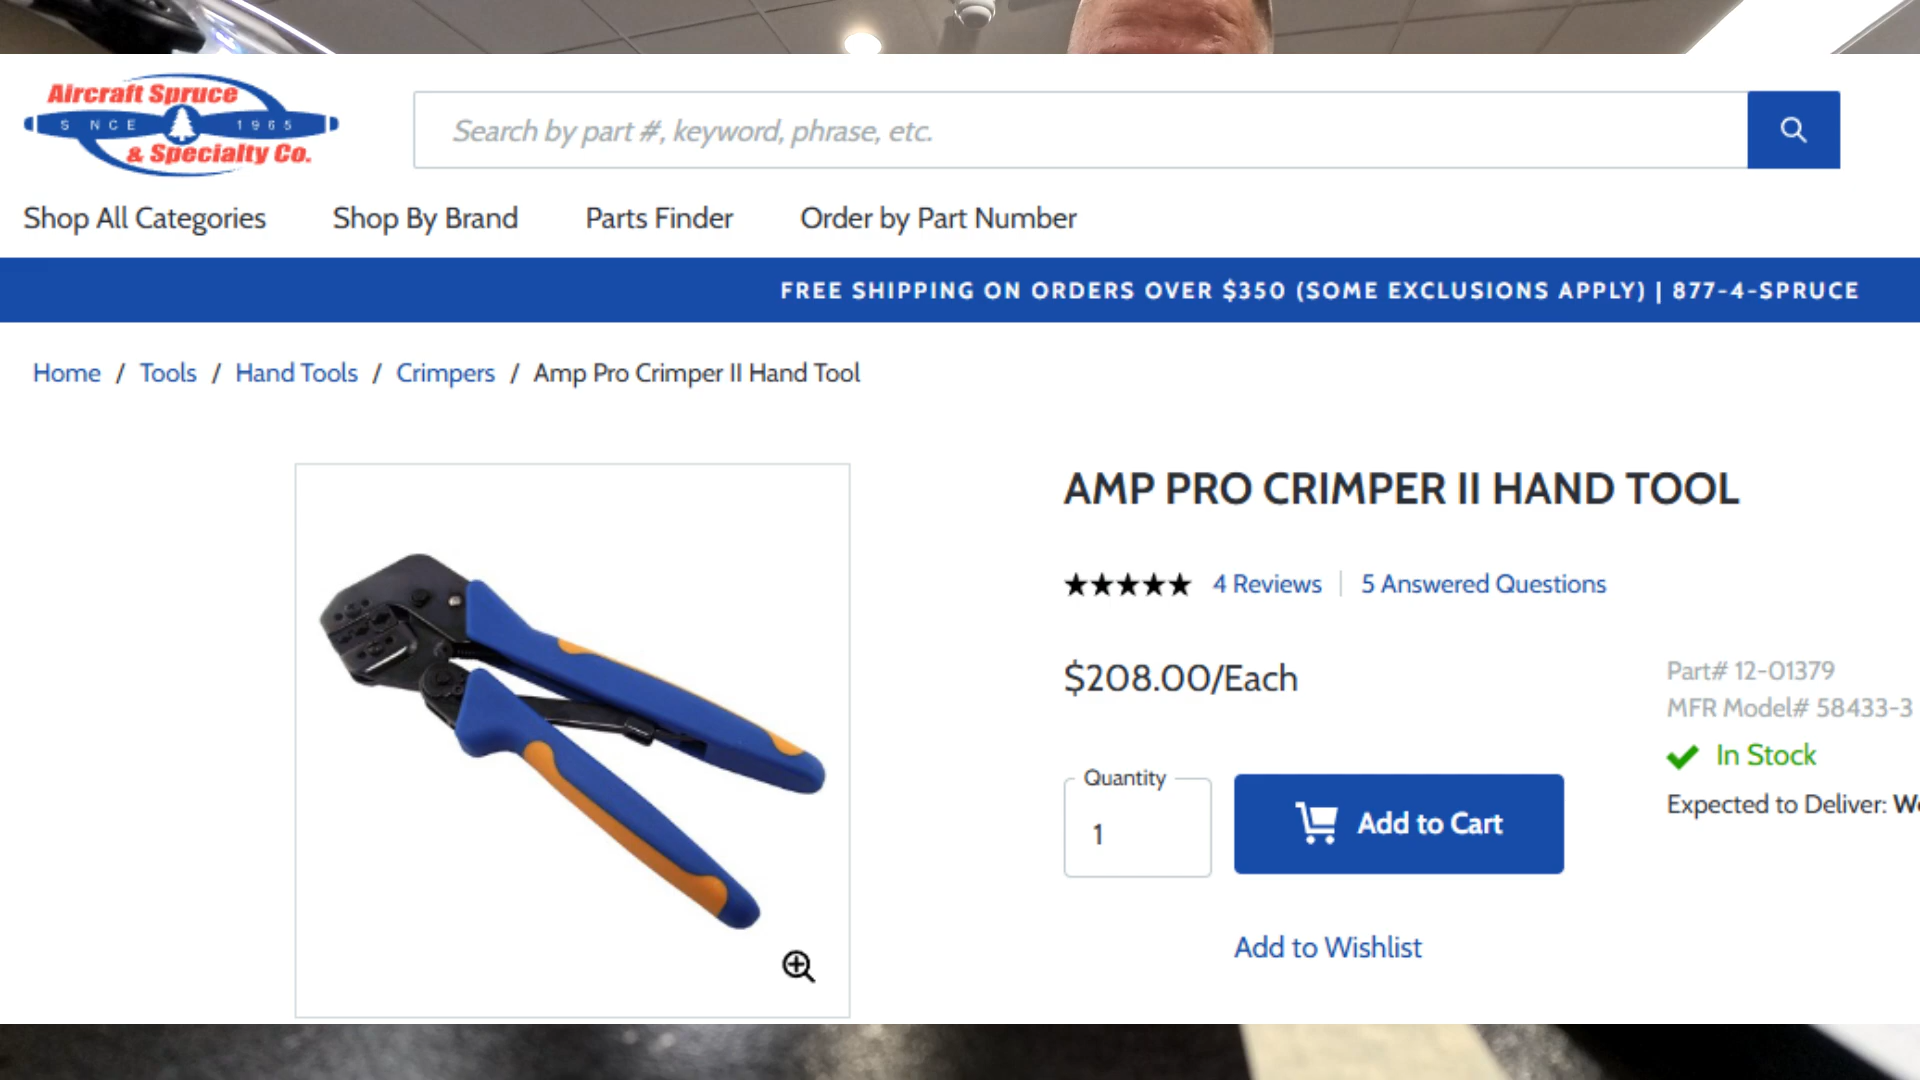 Aircraft Spruce
S NCE 1965
& Specialty Co.
Search by part #, keyword, phrase, etc.
Shop All Categories Shop By Brand Parts Finder Order by Part Number
FREE SHIPPING ON ORDERS OVER $350 (SOME EXCLUSIONS APPLY) | 877-4-SPRUCE
Home / Tools / Hand Tools / Crimpers / Amp Pro Crimper II Hand Tool
AMP PRO CRIMPER II HAND TOOL
4 Reviews 5 Answered Questions
$208.00/Each
Part# 12-01379
MFR Model# 58433-3
In Stock
Expected to Deliver:
Quantity
1
Add to Cart
Add to Wishlist